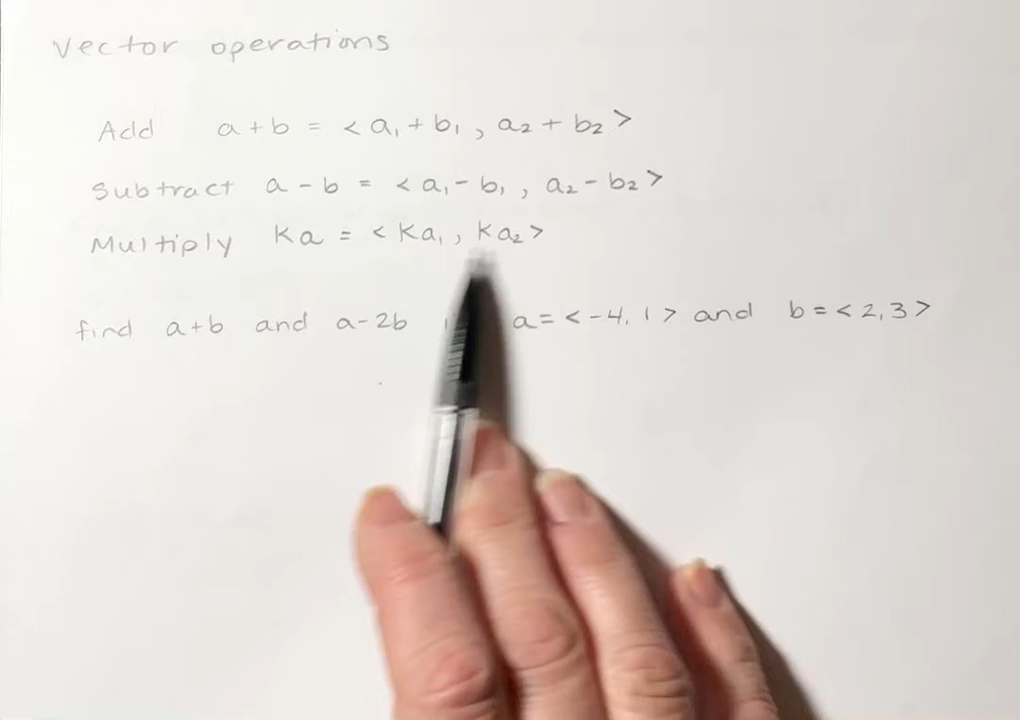 Vector operations
Add a + b = < a₁ + b₁ , a₂ + b₂ >
Subtract a - b = < a₁ - b₁ , a₂ - b₂ >
Multiply Ka = < Ka₁ , Ka₂ >
find a+b and a-2b a = < -4, 1 > and b = < 2, 3 >